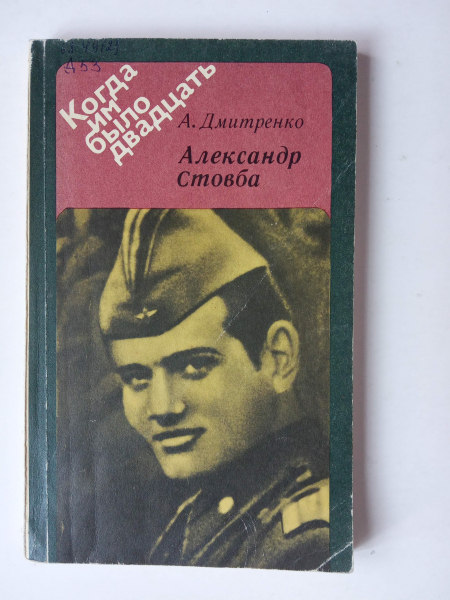 Когда
им
было
двадцать
А. Дмитренко
Александр
Стовба